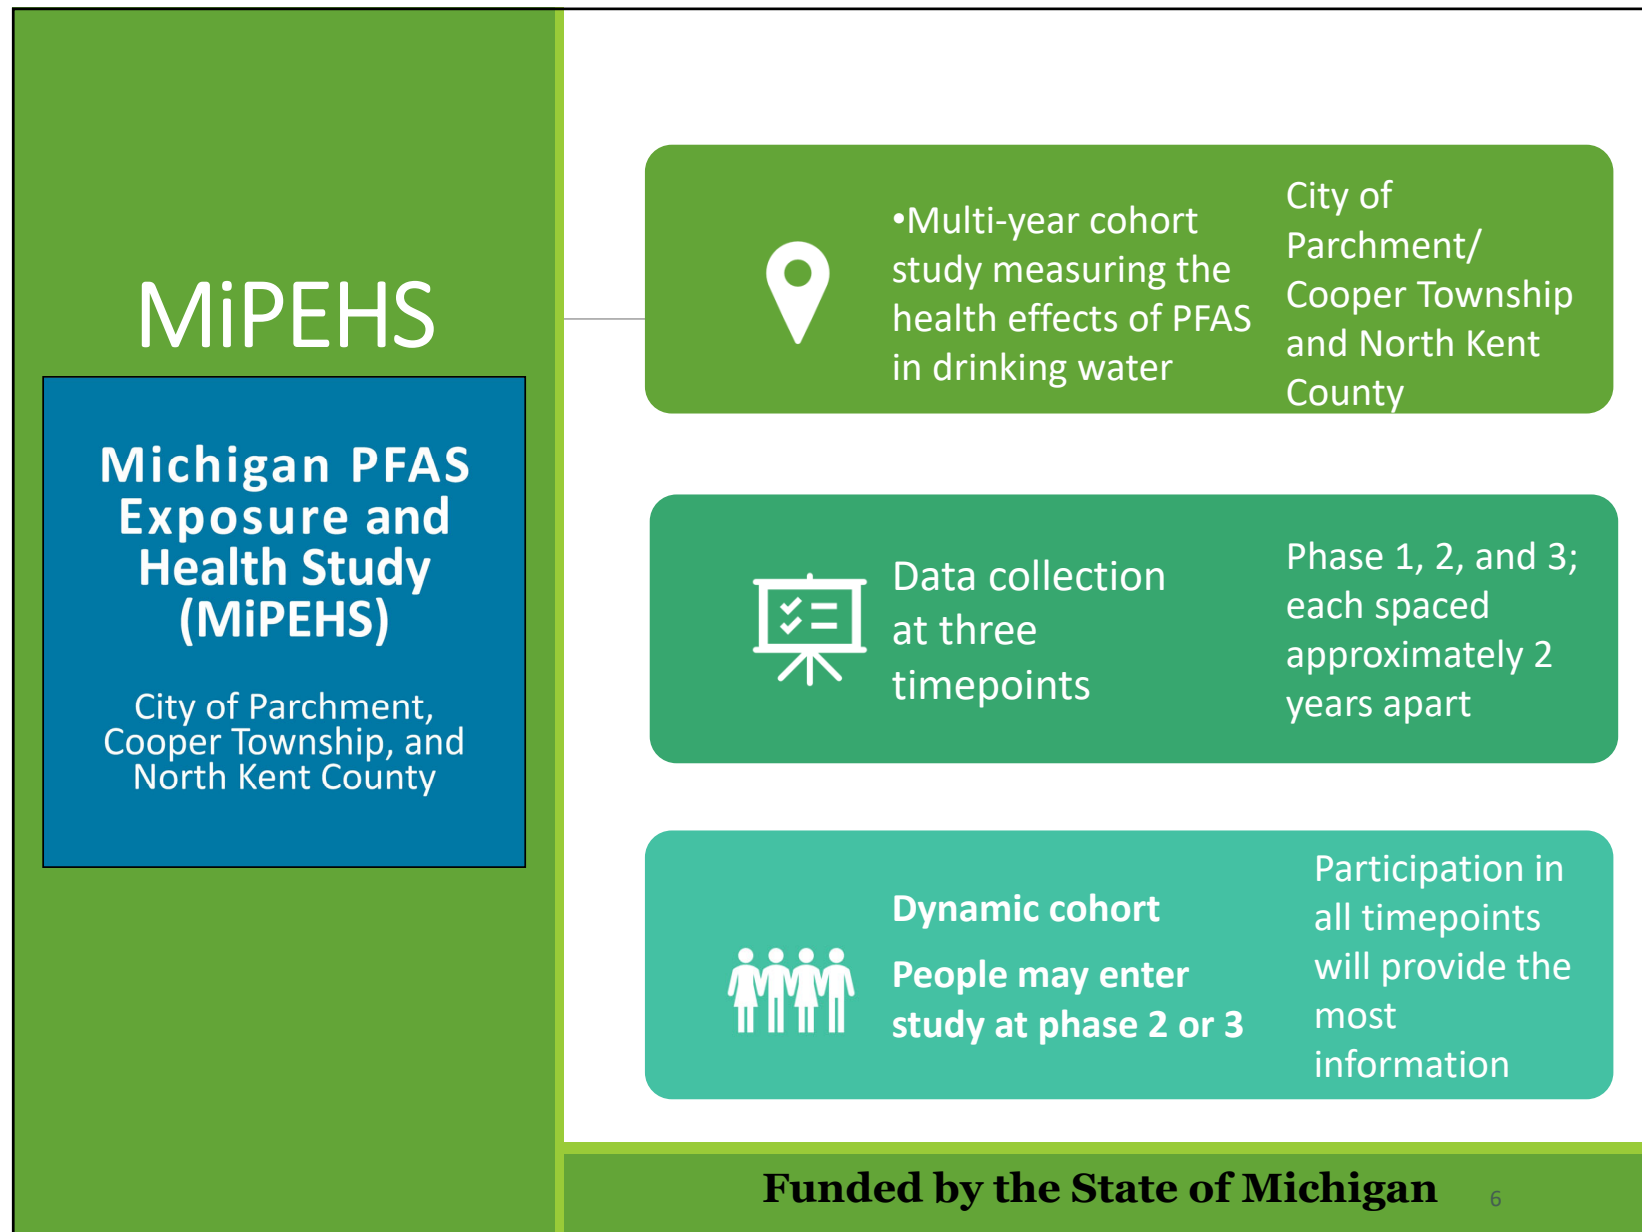 MiPEHS
Michigan PFAS
Exposure and
Health Study
(MiPEHS)
City of Parchment,
Cooper Township, and
North Kent County
•Multi-year cohort
study measuring the
health effects of PFAS
in drinking water
City of
Parchment/
Cooper Township
and North Kent
County
Data collection
at three
timepoints
Phase 1, 2, and 3;
each spaced
approximately 2
years apart
Dynamic cohort
People may enter
study at phase 2 or 3
Participation in
all timepoints
will provide the
most
information
Funded by the State of Michigan
6